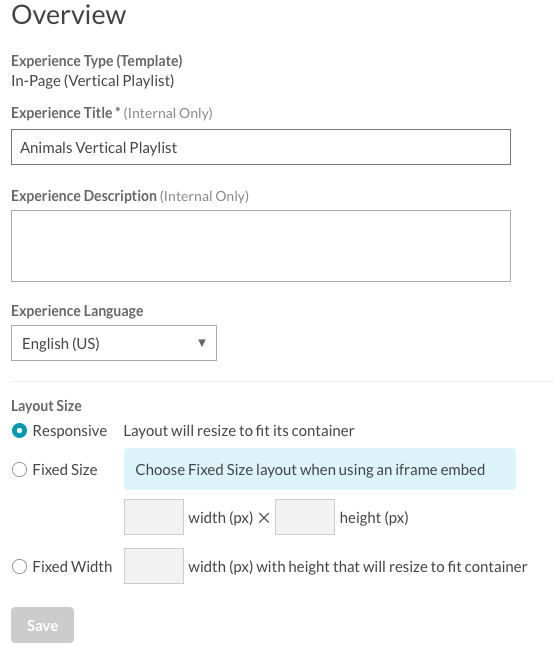 Overview
Experience Type (Template)
In-Page (Vertical Playlist)
Experience Title * (Internal Only)
Animals Vertical Playlist
Experience Description (Internal Only)
Experience Language
English (US)
Layout Size
Responsive Layout will resize to fit its container
Fixed Size Choose Fixed Size layout when using an iframe embed
width (px) × height (px)
Fixed Width width (px) with height that will resize to fit container
Save